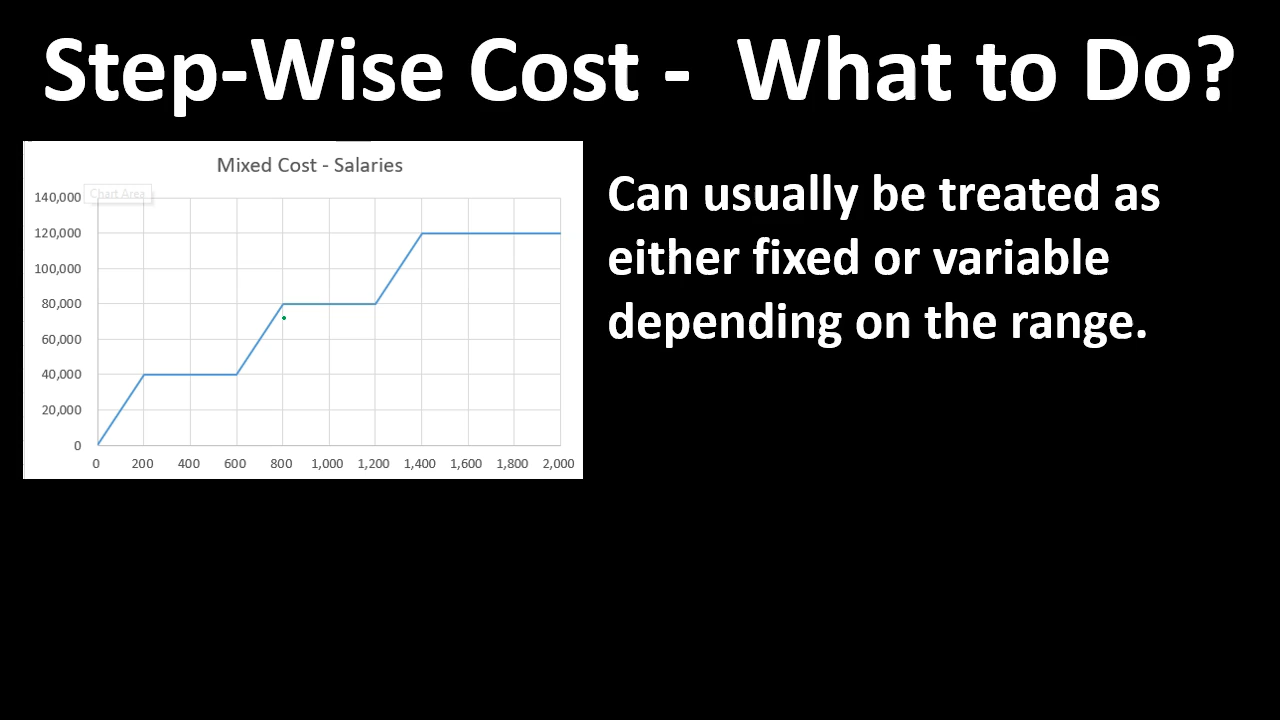 Step-Wise Cost - What to Do?
Mixed Cost - Salaries
Chart Area
140,000
120,000
100,000
80,000
60,000
40,000
20,000
0
0 200 400 600 800 1,000 1,200 1,400 1,600 1,800 2,000
Can usually be treated as
either fixed or variable
depending on the range.